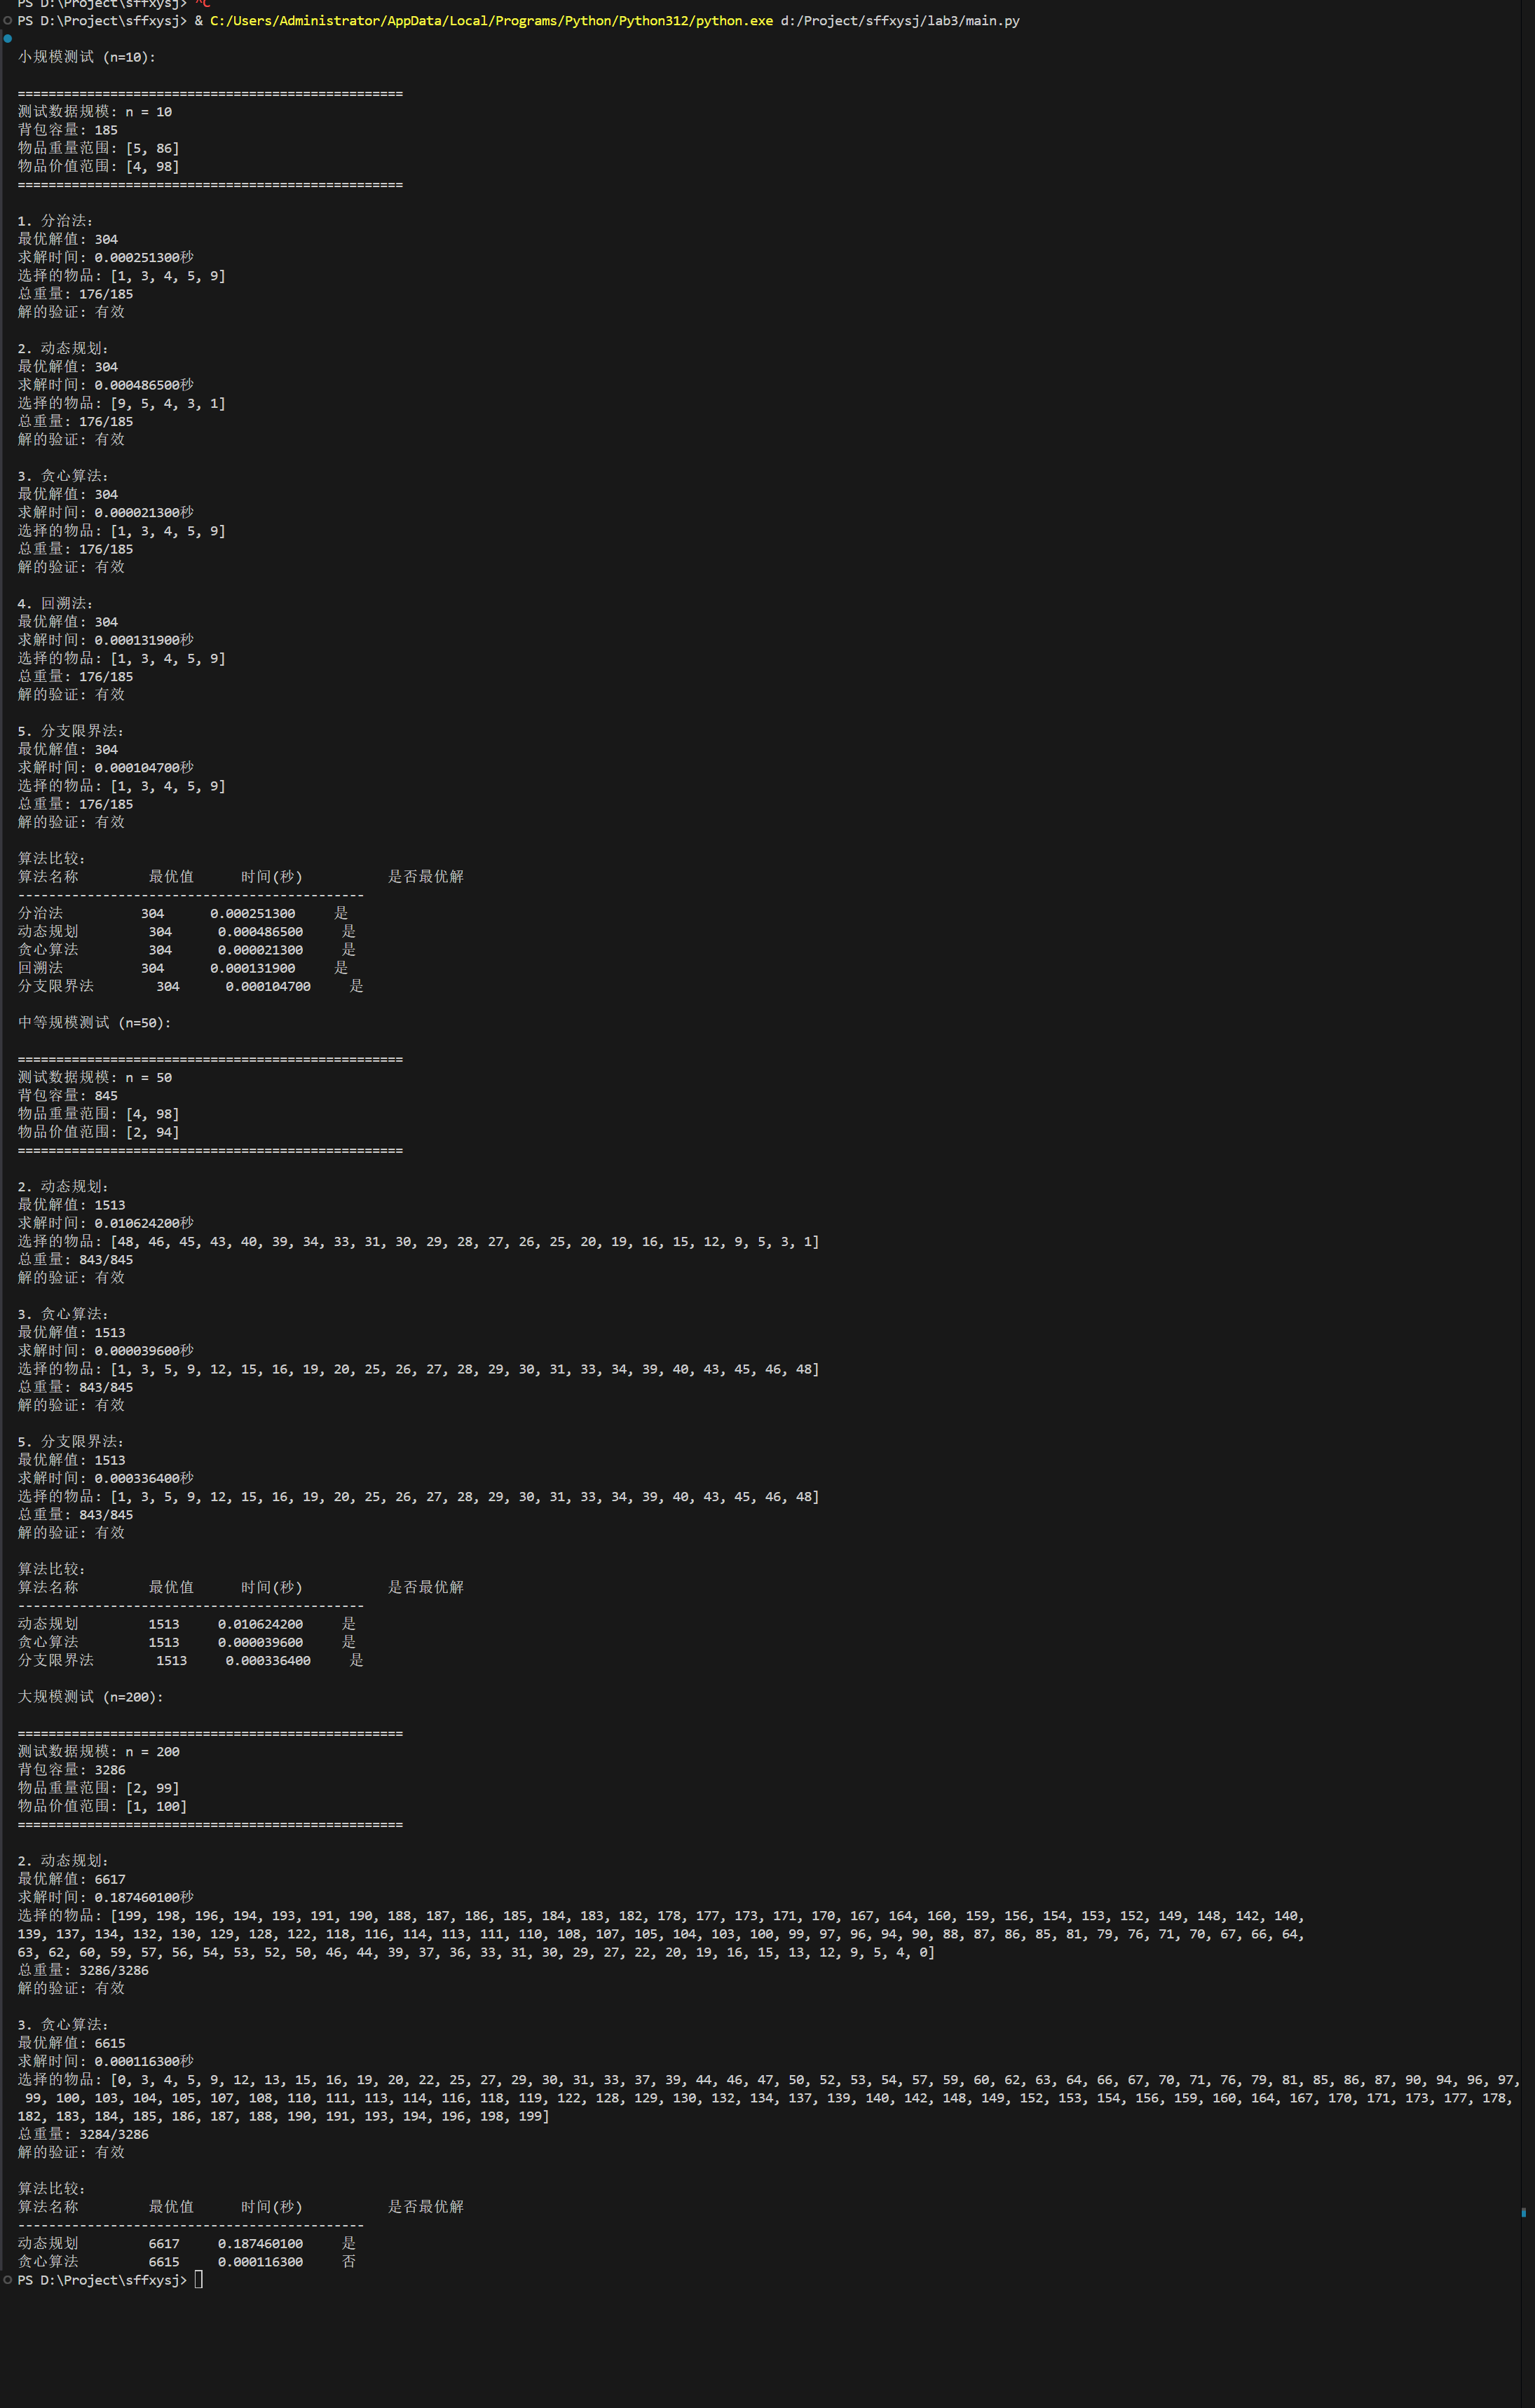 PS D:\Project\sffxysj> ^C
PS D:\Project\sffxysj> & C:/Users/Administrator/AppData/Local/Programs/Python/Python312/python.exe d:/Project/sffxysj/lab3/main.py
小规模测试 (n=10):
==================================================
测试数据规模: n = 10
背包容量: 185
物品重量范围: [5, 86]
物品价值范围: [4, 98]
==================================================
1. 分治法:
最优解值: 304
求解时间: 0.000251300秒
选择的物品: [1, 3, 4, 5, 9]
总重量: 176/185
解的验证: 有效
2. 动态规划:
最优解值: 304
求解时间: 0.000486500秒
选择的物品: [9, 5, 4, 3, 1]
总重量: 176/185
解的验证: 有效
3. 贪心算法:
最优解值: 304
求解时间: 0.000021300秒
选择的物品: [1, 3, 4, 5, 9]
总重量: 176/185
解的验证: 有效
4. 回溯法:
最优解值: 304
求解时间: 0.000131900秒
选择的物品: [1, 3, 4, 5, 9]
总重量: 176/185
解的验证: 有效
5. 分支限界法:
最优解值: 304
求解时间: 0.000104700秒
选择的物品: [1, 3, 4, 5, 9]
总重量: 176/185
解的验证: 有效
算法比较:
算法名称 最优值 时间(秒) 是否最优解
---------------------------------------------
分治法 304 0.000251300 是
动态规划 304 0.000486500 是
贪心算法 304 0.000021300 是
回溯法 304 0.000131900 是
分支限界法 304 0.000104700 是
中等规模测试 (n=50):
==================================================
测试数据规模: n = 50
背包容量: 845
物品重量范围: [4, 98]
物品价值范围: [2, 94]
==================================================
2. 动态规划:
最优解值: 1513
求解时间: 0.010624200秒
选择的物品: [48, 46, 45, 43, 40, 39, 34, 33, 31, 30, 29, 28, 27, 26, 25, 20, 19, 16, 15, 12, 9, 5, 3, 1]
总重量: 843/845
解的验证: 有效
3. 贪心算法:
最优解值: 1513
求解时间: 0.000039600秒
选择的物品: [1, 3, 5, 9, 12, 15, 16, 19, 20, 25, 26, 27, 28, 29, 30, 31, 33, 34, 39, 40, 43, 45, 46, 48]
总重量: 843/845
解的验证: 有效
5. 分支限界法:
最优解值: 1513
求解时间: 0.000336400秒
选择的物品: [1, 3, 5, 9, 12, 15, 16, 19, 20, 25, 26, 27, 28, 29, 30, 31, 33, 34, 39, 40, 43, 45, 46, 48]
总重量: 843/845
解的验证: 有效
算法比较:
算法名称 最优值 时间(秒) 是否最优解
---------------------------------------------
动态规划 1513 0.010624200 是
贪心算法 1513 0.000039600 是
分支限界法 1513 0.000336400 是
大规模测试 (n=200):
==================================================
测试数据规模: n = 200
背包容量: 3286
物品重量范围: [2, 99]
物品价值范围: [1, 100]
==================================================
2. 动态规划:
最优解值: 6617
求解时间: 0.187460100秒
选择的物品: [199, 198, 196, 194, 193, 191, 190, 188, 187, 186, 185, 184, 183, 182, 178, 177, 173, 171, 170, 167, 164, 160, 159, 156, 154, 153, 152, 149, 148, 142, 140,
139, 137, 134, 132, 130, 129, 128, 122, 118, 116, 114, 113, 111, 110, 108, 107, 105, 104, 103, 100, 99, 97, 96, 94, 90, 88, 87, 86, 85, 81, 79, 76, 71, 70, 67, 66, 64,
63, 62, 60, 59, 57, 56, 54, 53, 52, 50, 46, 44, 39, 37, 36, 33, 31, 30, 29, 27, 22, 20, 19, 16, 15, 13, 12, 9, 5, 4, 0]
总重量: 3286/3286
解的验证: 有效
3. 贪心算法:
最优解值: 6615
求解时间: 0.000116300秒
选择的物品: [0, 3, 4, 5, 9, 12, 13, 15, 16, 19, 20, 22, 25, 27, 29, 30, 31, 33, 37, 39, 44, 46, 47, 50, 52, 53, 54, 57, 59, 60, 62, 63, 64, 66, 67, 70, 71, 76, 79, 81, 85, 86, 87, 90, 94, 96, 97,
99, 100, 103, 104, 105, 107, 108, 110, 111, 113, 114, 116, 118, 119, 122, 128, 129, 130, 132, 134, 137, 139, 140, 142, 148, 149, 152, 153, 154, 156, 159, 160, 164, 167, 170, 171, 173, 177, 178,
182, 183, 184, 185, 186, 187, 188, 190, 191, 193, 194, 196, 198, 199]
总重量: 3284/3286
解的验证: 有效
算法比较:
算法名称 最优值 时间(秒) 是否最优解
---------------------------------------------
动态规划 6617 0.187460100 是
贪心算法 6615 0.000116300 否
PS D:\Project\sffxysj>